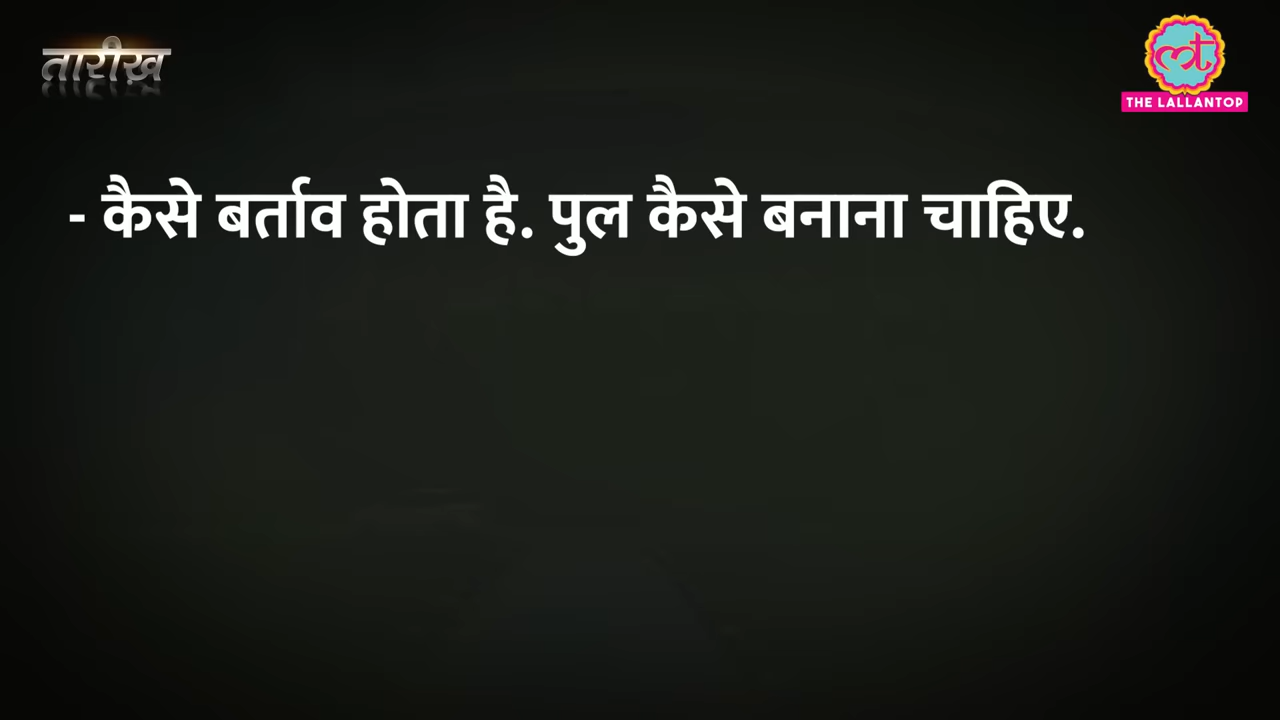 तारीख़
THE LALLANTOP
- कैसे बर्ताव होता है. पुल कैसे बनाना चाहिए.